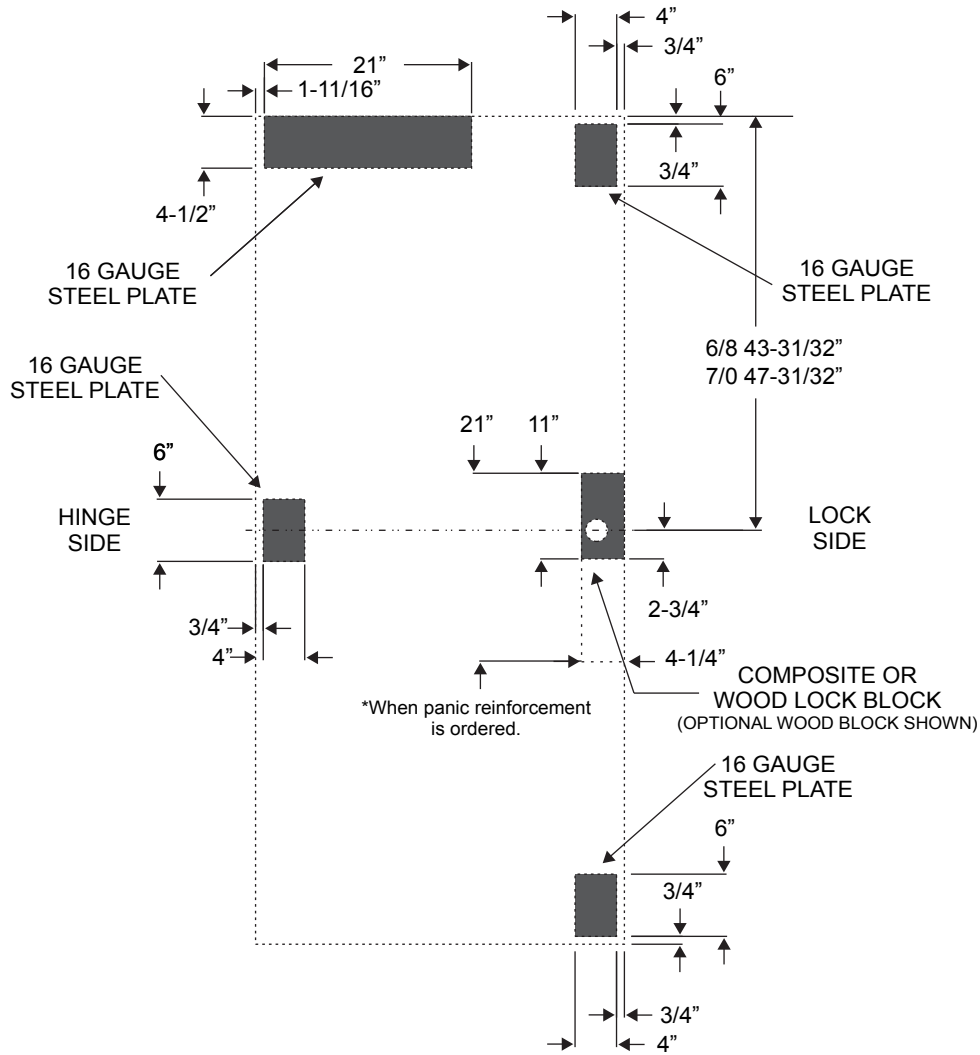 4”
3/4”
21”
1-11/16”
6”
3/4”
4-1/2”
16 GAUGE
STEEL PLATE
16 GAUGE
STEEL PLATE
6/8 43-31/32”
7/0 47-31/32”
16 GAUGE
STEEL PLATE
21”
11”
6”
HINGE
SIDE
LOCK
SIDE
2-3/4”
3/4”
4”
4-1/4”
*When panic reinforcement
is ordered.
COMPOSITE OR
WOOD LOCK BLOCK
(OPTIONAL WOOD BLOCK SHOWN)
16 GAUGE
STEEL PLATE
6”
3/4”
3/4”
4”